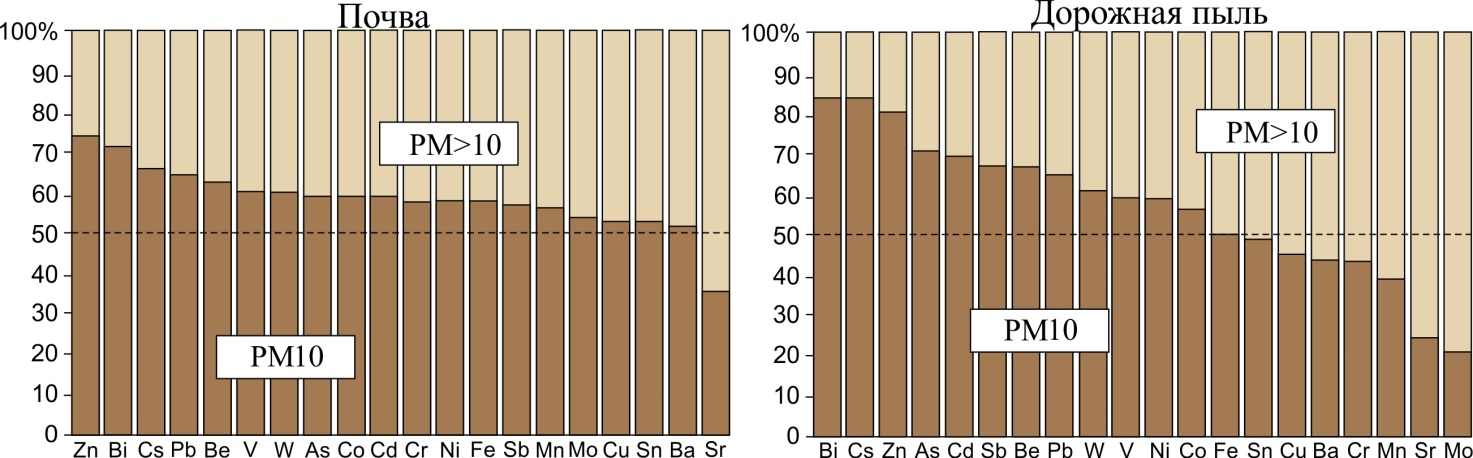 Почва
100%
90
80
70
60
50
40
30
20
10
0
PM>10
PM10
Zn Bi Cs Pb Be V W As Co Cd Cr Ni Fe Sb Mn Mo Cu Sn Ba Sr
Дорожная пыль
100%
90
80
70
60
50
40
30
20
10
0
PM>10
PM10
Bi Cs Zn As Cd Sb Be Pb W V Ni Co Fe Sn Cu Ba Cr Mn Sr Mo